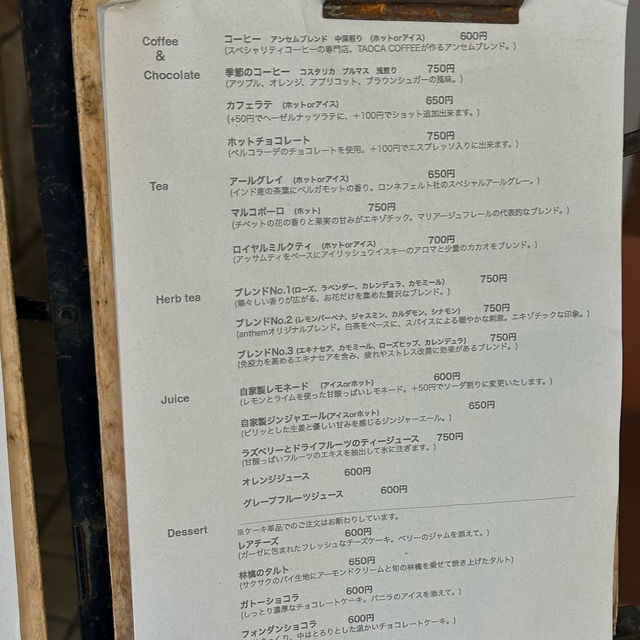 Coffee & Chocolate
コーヒー アンセムブレンド 中深煎り (ホットorアイス) 600円
(スペシャリティコーヒーの専門店、TAOCA COFFEEが作るアンセムブレンド。)
季節のコーヒー コスタリカ プルマス 浅煎り 750円
(アップル、オレンジ、アプリコット、ブラウンシュガーの風味。)
カフェラテ (ホットorアイス) 650円
(+50円でヘーゼルナッツラテに、+100円でショット追加出来ます。)
ホットチョコレート 750円
(ベルコラーデのチョコレートを使用。+100円でエスプレッソ入りに出来ます。)
Tea
アールグレイ (ホットorアイス) 650円
(インド産の茶葉にベルガモットの香り。ロンネフェルト社のスペシャルアールグレー。)
マルコポーロ (ホット) 750円
(チベットの花の香りと果実の甘みがエキゾチック。マリアージュフレールの代表的なブレンド。)
ロイヤルミルクティ (ホットorアイス) 700円
(アッサムティをベースにアイリッシュウイスキーのアロマと少量のカカオをブレンド。)
Herb tea
ブレンドNo.1(ローズ、ラベンダー、カレンデュラ、カモミール) 750円
(華々しい香りが広がる、お花だけを集めた贅沢なブレンド。)
ブレンドNo.2 (レモンバーベナ、ジャスミン、カルダモン、シナモン) 750円
(anthemオリジナルブレンド。白茶をベースに、スパイスによる穏やかな刺激。エキゾチックな印象。)
ブレンドNo.3 (エキナセア、カモミール、ローズヒップ、カレンデュラ) 750円
(免疫力を高めるエキナセアを含み、疲れやストレス改善に効果があるブレンド。)
Juice
自家製レモネード (アイスorホット) 600円
(レモンとライムを使った甘酸っぱいレモネード。+50円でソーダ割りに変更いたします。)
自家製ジンジャエール(アイスorホット) 650円
(ピリッとした生姜と優しい甘みを感じるジンジャーエール。)
ラズベリーとドライフルーツのティージュース 750円
(甘酸っぱいフルーツのエキスを抽出して氷に注ぎます。)
オレンジジュース 600円
グレープフルーツジュース 600円
Dessert
※ケーキ単品でのご注文はお断りしています。
レアチーズ 600円
(ガーゼに包まれたフレッシュなチーズケーキ。ベリーのジャムを添えて。)
林檎のタルト 650円
(サクサクのパイ生地にアーモンドクリームと旬の林檎を乗せて焼き上げたタルト)
ガトーショコラ 600円
(しっとり濃厚なチョコレートケーキ。バニラのアイスを添えて。)
フォンダンショコラ 600円
中はとろりとした温かいチョコレートケーキ。)